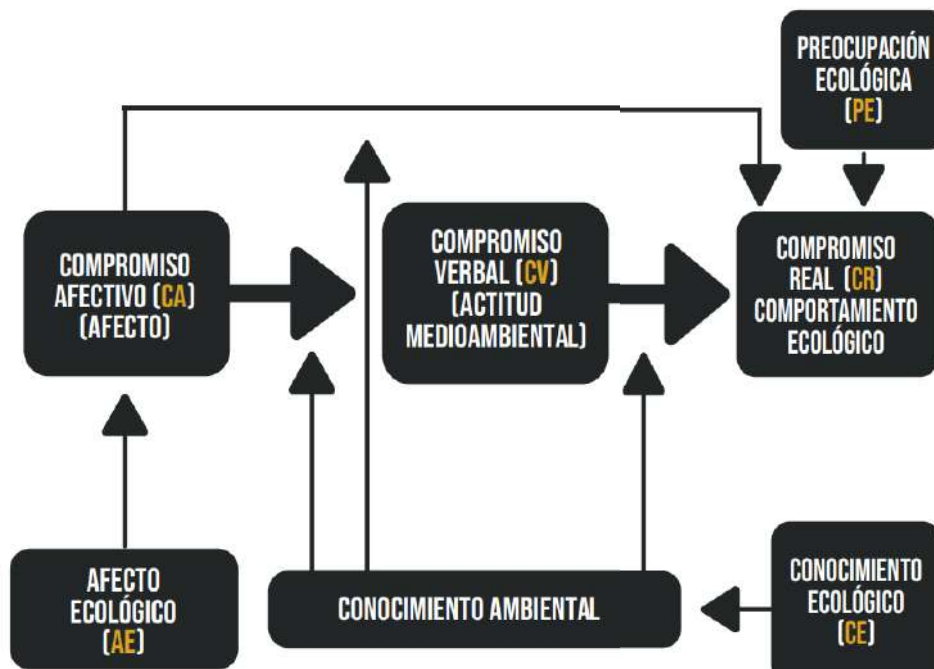 PREOCUPACIÓN
ECOLÓGICA
(PE)
COMPROMISO
AFECTIVO (CA)
(AFECTO)
COMPROMISO
VERBAL (CV)
(ACTITUD
MEDIOAMBIENTAL)
COMPROMISO
REAL (CR)
COMPORTAMIENTO
ECOLÓGICO
AFECTO
ECOLÓGICO
(AE)
CONOCIMIENTO AMBIENTAL
CONOCIMIENTO
ECOLÓGICO
(CE)